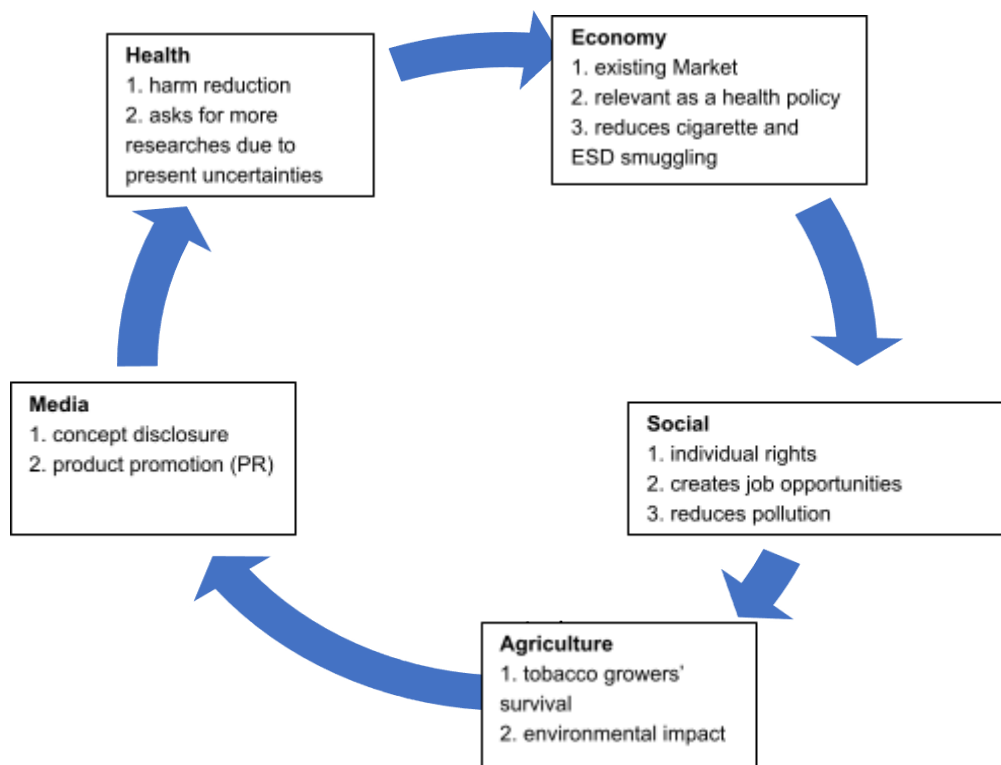 Health
1. harm reduction
2. asks for more
researches due to
present uncertainties
Economy
1. existing Market
2. relevant as a health policy
3. reduces cigarette and
ESD smuggling
Social
1. individual rights
2. creates job opportunities
3. reduces pollution
Agriculture
1. tobacco growers’
survival
2. environmental impact
Media
1. concept disclosure
2. product promotion (PR)